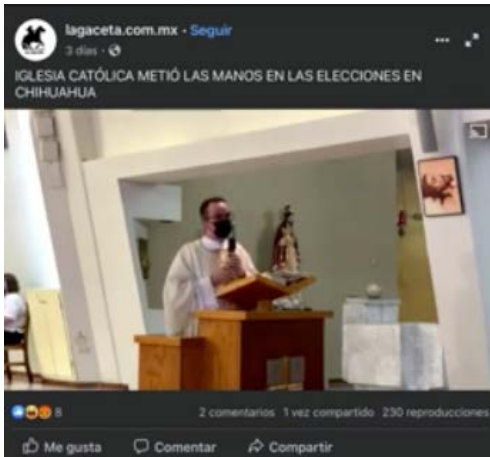 lagaceta.com.mx · Seguir
3 días ·
IGLESIA CATÓLICA METIÓ LAS MANOS EN LAS ELECCIONES EN
CHIHUAHUA
8
2 comentarios 1 vez compartido 230 reproducciones
Me gusta Comentar Compartir